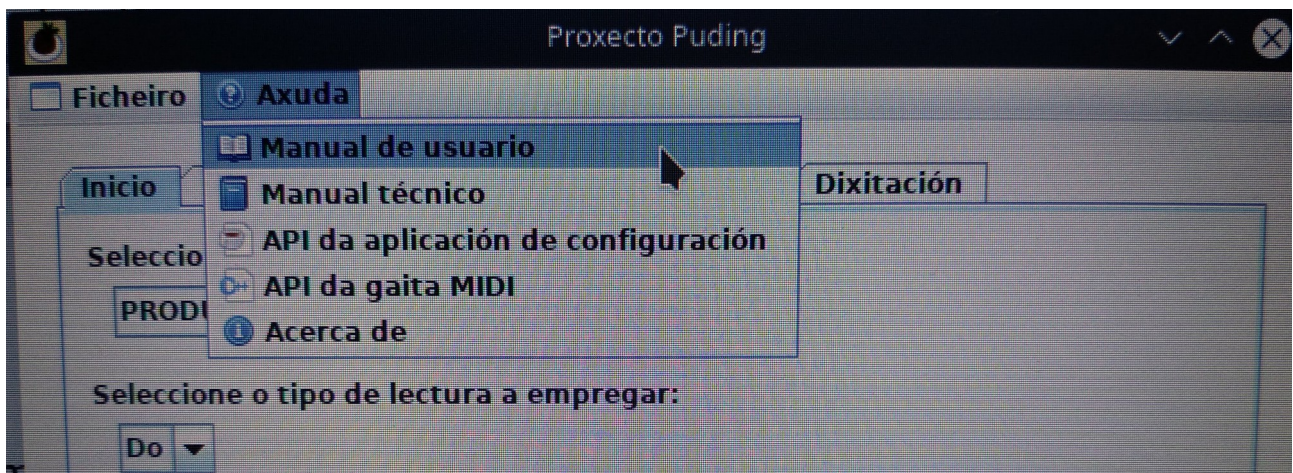 Proxecto Puding
Ficheiro Axuda
Manual de usuario
Inicio Manual técnico Dixitación
API da aplicación de configuración
Seleccio
API da gaita MIDI
PRODU
Acerca de
Seleccione o tipo de lectura a empregar:
Do